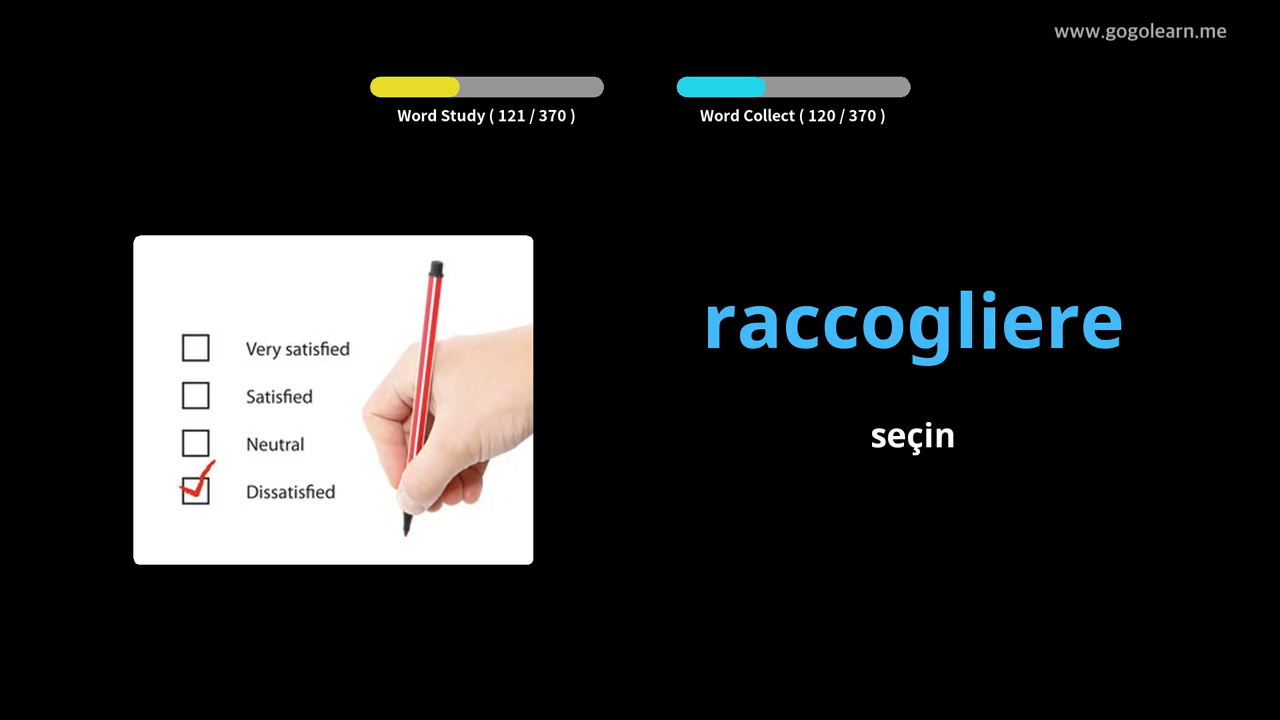 www.gogolearn.me
Word Study ( 121 / 370 )
Word Collect ( 120 / 370 )
Very satisfied
Satisfied
Neutral
Dissatisfied
raccogliere
seçin